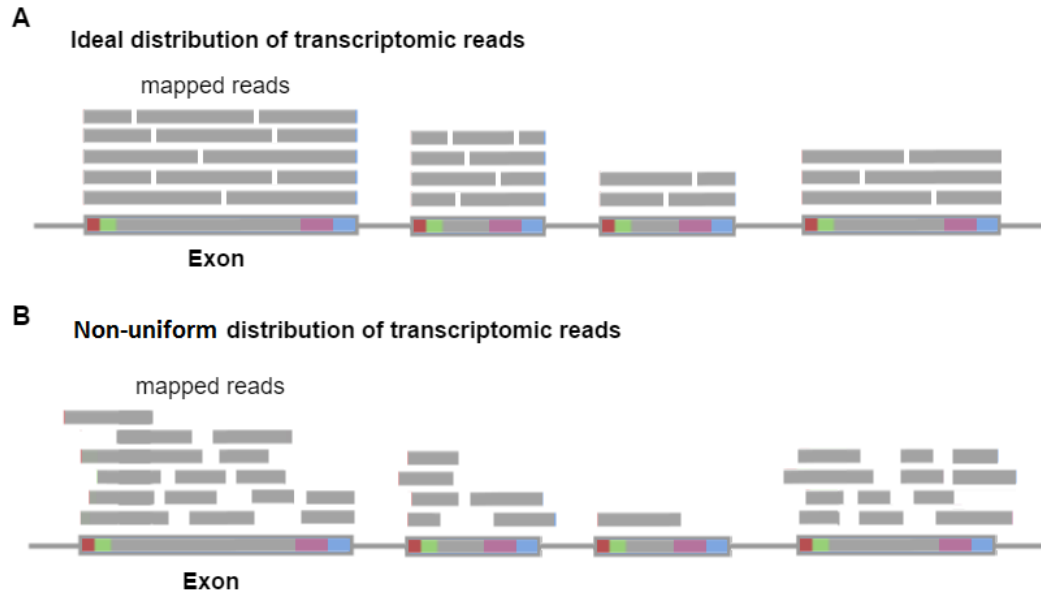 A
Ideal distribution of transcriptomic reads
mapped reads
Exon
B
Non-uniform distribution of transcriptomic reads
mapped reads
Exon